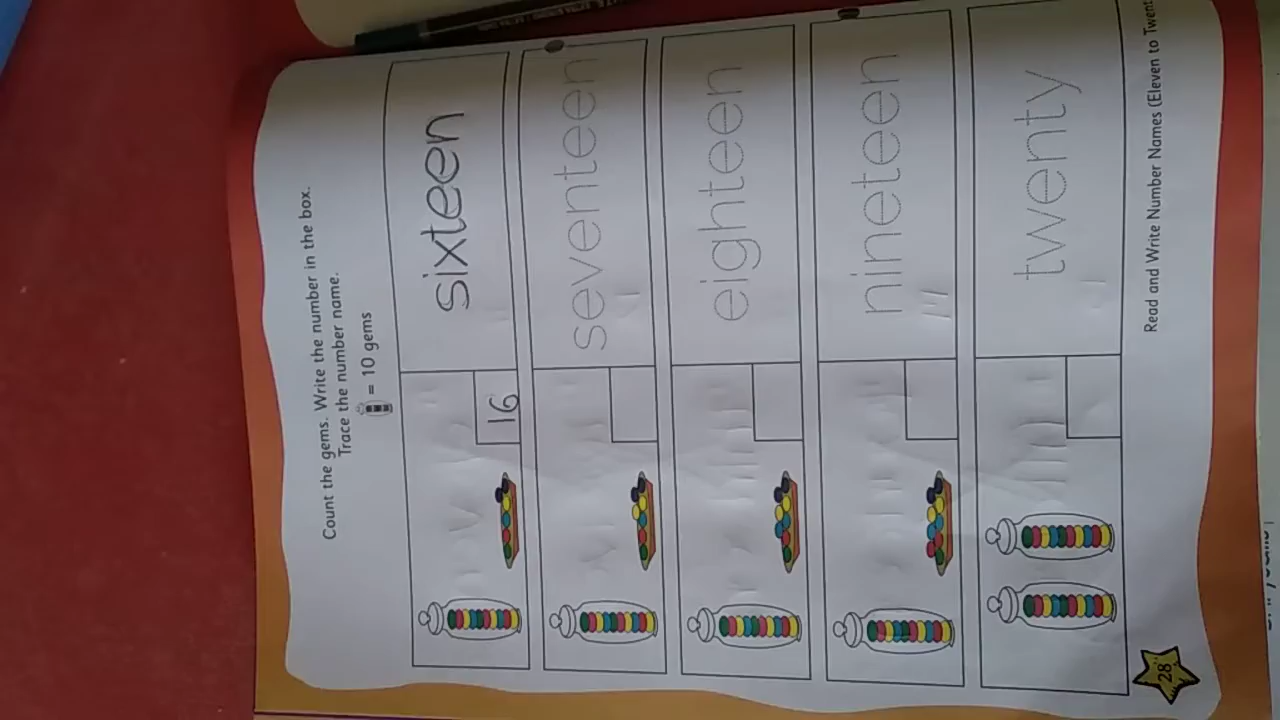 Count the gems. Write the number in the box.
Trace the number name.
= 10 gems
16
sixteen
seventeen
eighteen
nineteen
twenty
28
Read and Write Number Names (Eleven to Twent